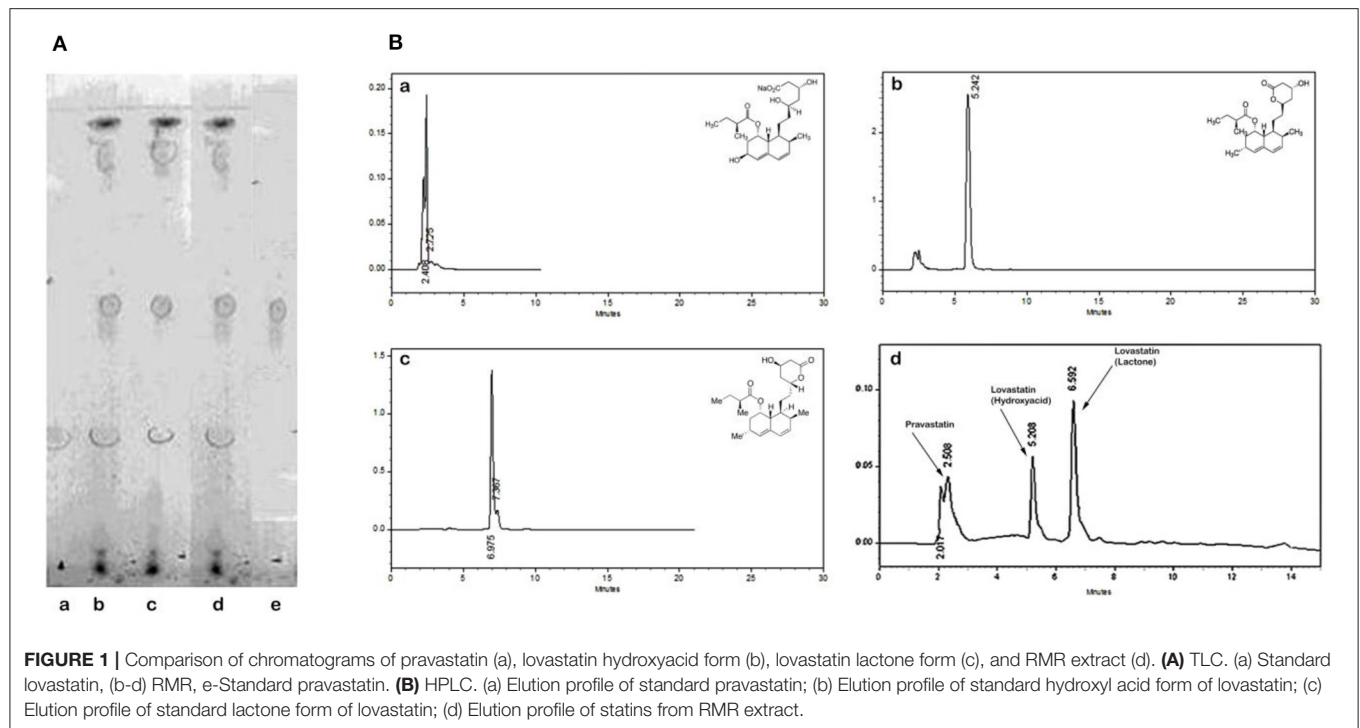 A
B
a
b
c
d
e
a
0.20
0.15
0.10
0.05
0.00
2.408
2.725
0
5
10
15
20
25
30
Minutes
NaO₂C
OH
HO
H
O
O
H₃C
CH₃
H
CH₃
HO
b
2
1
0
5.242
0
5
10
15
20
25
30
Minutes
O
OH
O
H
O
O
H₃C
CH₃
H
CH₃
H₃C
c
1.5
1.0
0.5
0.0
6.975
7.367
0
5
10
15
20
25
30
Minutes
HO
O
O
H
O
O
Me
Me
H
H
Me
Me
d
0.10
0.05
0.00
Pravastatin
2.017
2.508
Lovastatin
(Hydroxyacid)
5.208
Lovastatin
(Lactone)
6.592
0
2
4
6
8
10
12
14
Minutes
FIGURE 1 | Comparison of chromatograms of pravastatin (a), lovastatin hydroxyacid form (b), lovastatin lactone form (c), and RMR extract (d). (A) TLC. (a) Standard
lovastatin, (b-d) RMR, e-Standard pravastatin. (B) HPLC. (a) Elution profile of standard pravastatin; (b) Elution profile of standard hydroxyl acid form of lovastatin; (c)
Elution profile of standard lactone form of lovastatin; (d) Elution profile of statins from RMR extract.